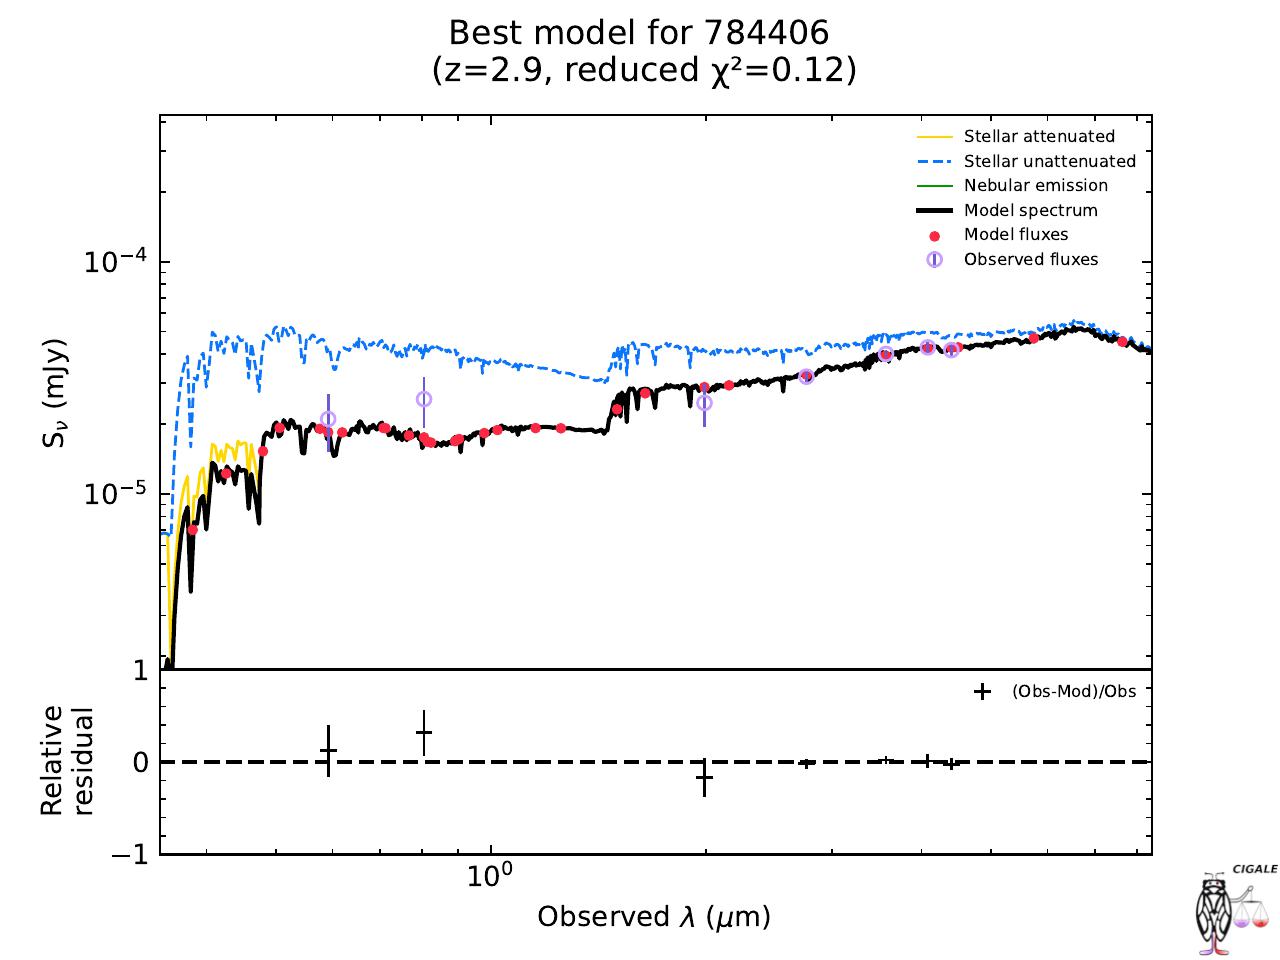 Best model for 784406
(z=2.9, reduced χ²=0.12)
Stellar attenuated
Stellar unattenuated
Nebular emission
Model spectrum
Model fluxes
Observed fluxes
10⁻⁴
10⁻⁵
S_ν (mJy)
1
0
−1
Relative
residual
(Obs-Mod)/Obs
10⁰
Observed λ (μm)
CIGALE